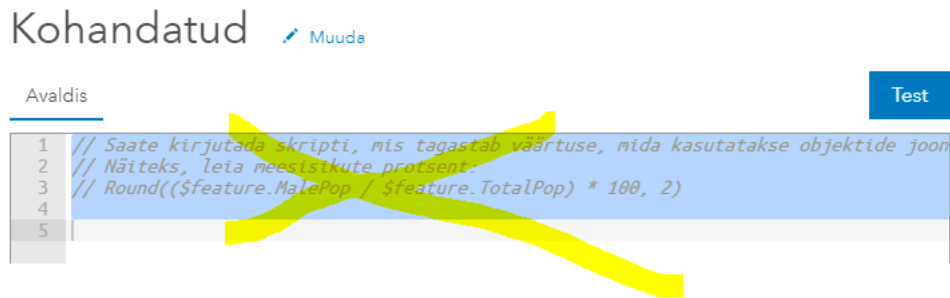 Kohandatud Muuda
Avaldis Test
1 // Saate kirjutada skripti, mis tagastab väärtuse, mida kasutatakse objektide joon
2 // Näiteks, leia meesisikute protsent:
3 // Round(($feature.MalePop / $feature.TotalPop) * 100, 2)
4
5